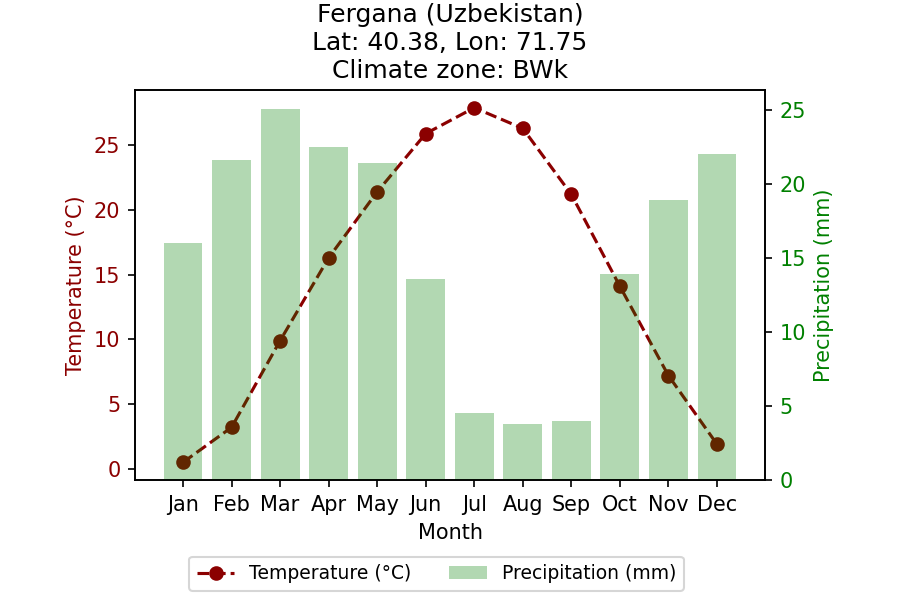 Fergana (Uzbekistan)
Lat: 40.38, Lon: 71.75
Climate zone: BWk
Temperature (°C)
0
5
10
15
20
25
Precipitation (mm)
0
5
10
15
20
25
Jan Feb Mar Apr May Jun Jul Aug Sep Oct Nov Dec
Month
Temperature (°C) Precipitation (mm)